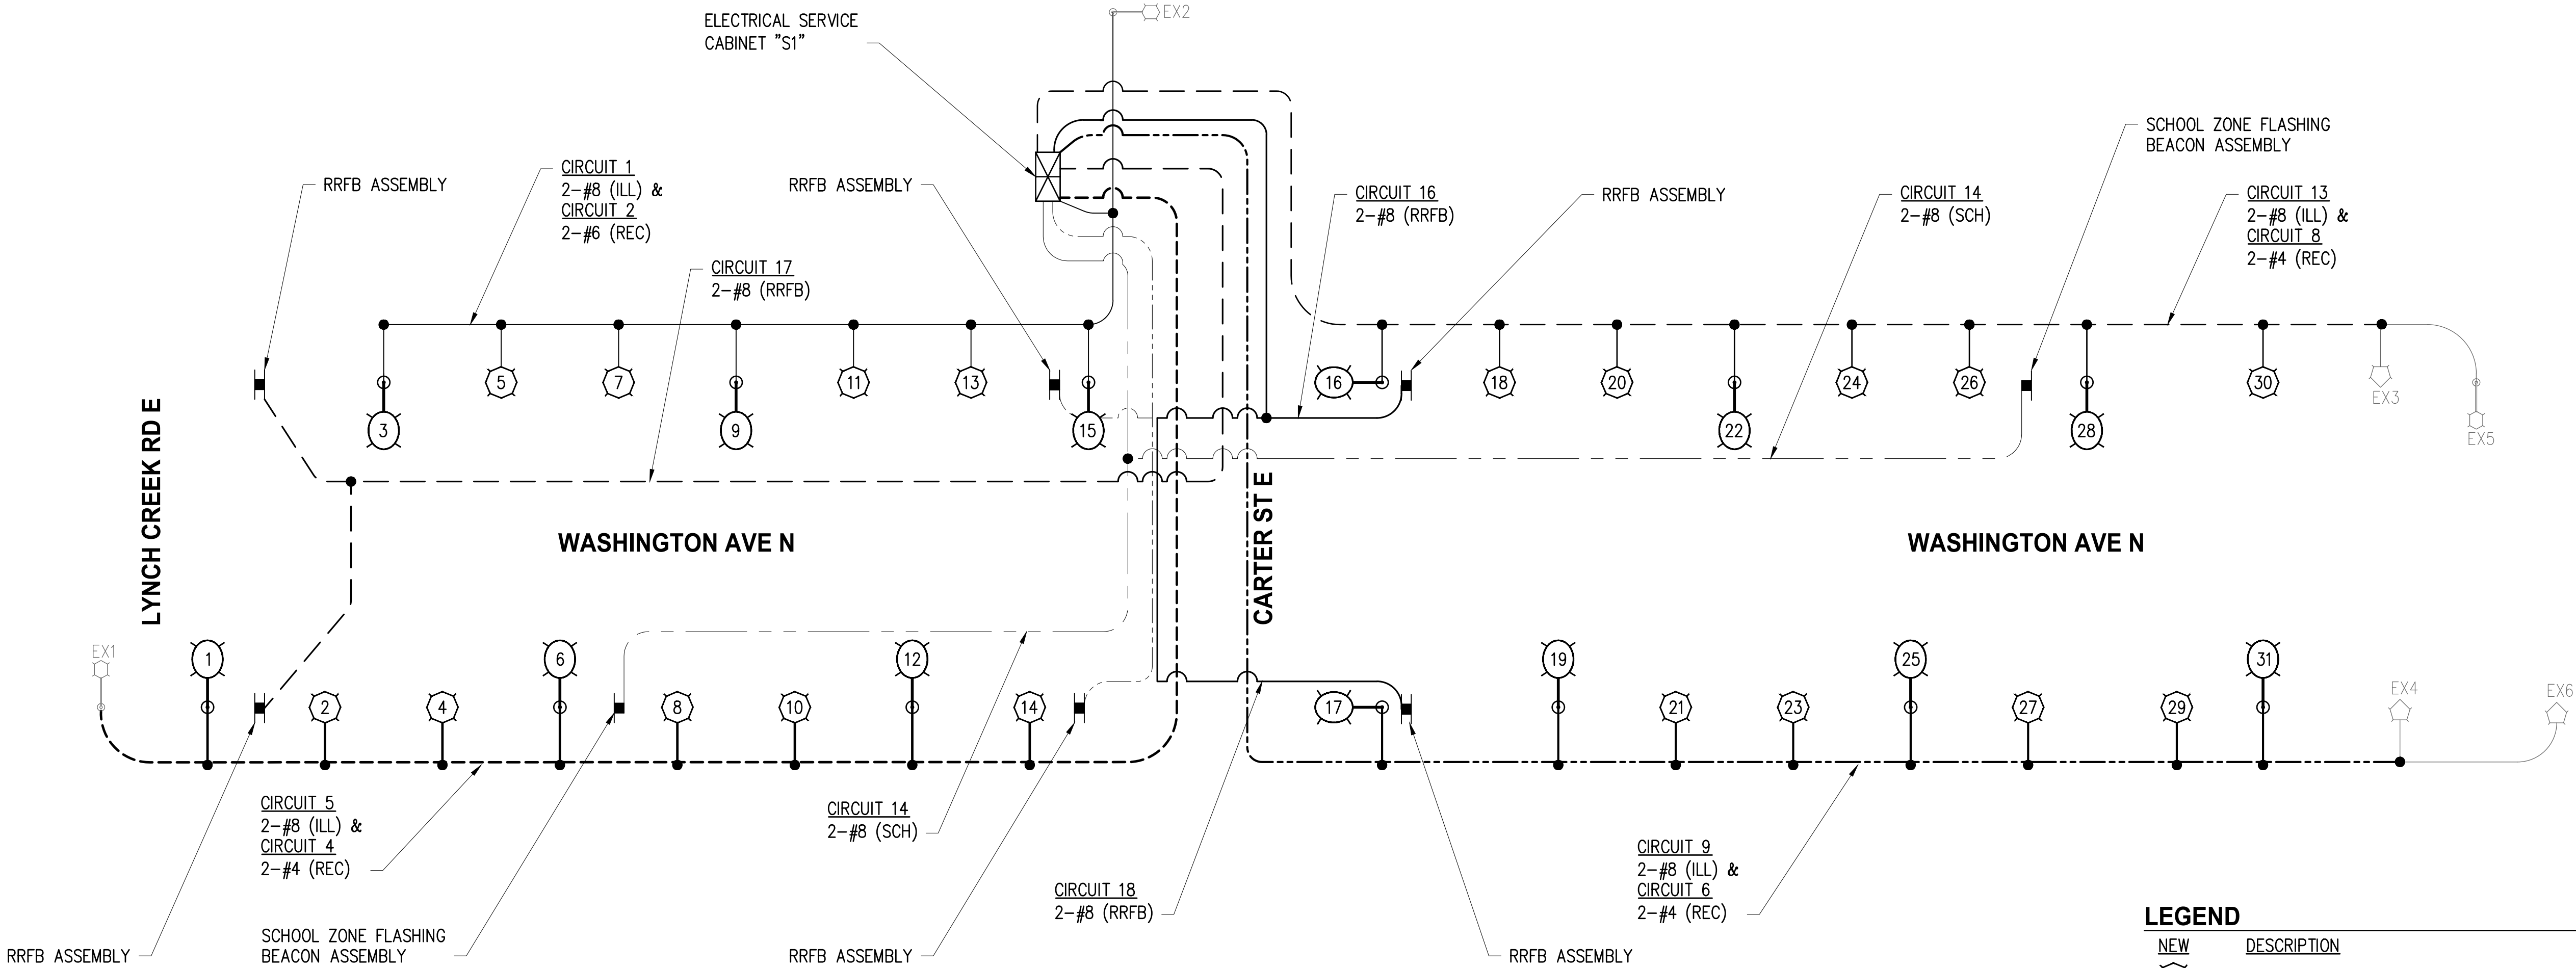 ELECTRICAL SERVICE
CABINET "S1"
EX2
SCHOOL ZONE FLASHING
BEACON ASSEMBLY
RRFB ASSEMBLY
CIRCUIT 1
2-#8 (ILL) &
CIRCUIT 2
2-#6 (REC)
RRFB ASSEMBLY
CIRCUIT 16
2-#8 (RRFB)
RRFB ASSEMBLY
CIRCUIT 14
2-#8 (SCH)
CIRCUIT 13
2-#8 (ILL) &
CIRCUIT 8
2-#4 (REC)
CIRCUIT 17
2-#8 (RRFB)
5
7
11
13
16
18
20
24
26
30
EX3
3
9
15
22
28
EX5
LYNCH CREEK RD E
CARTER ST E
WASHINGTON AVE N
WASHINGTON AVE N
EX1
1
6
12
19
25
31
2
4
8
10
14
17
21
23
27
29
EX4
EX6
CIRCUIT 5
2-#8 (ILL) &
CIRCUIT 4
2-#4 (REC)
CIRCUIT 14
2-#8 (SCH)
CIRCUIT 18
2-#8 (RRFB)
CIRCUIT 9
2-#8 (ILL) &
CIRCUIT 6
2-#4 (REC)
RRFB ASSEMBLY
SCHOOL ZONE FLASHING
BEACON ASSEMBLY
RRFB ASSEMBLY
RRFB ASSEMBLY
LEGEND
NEW DESCRIPTION